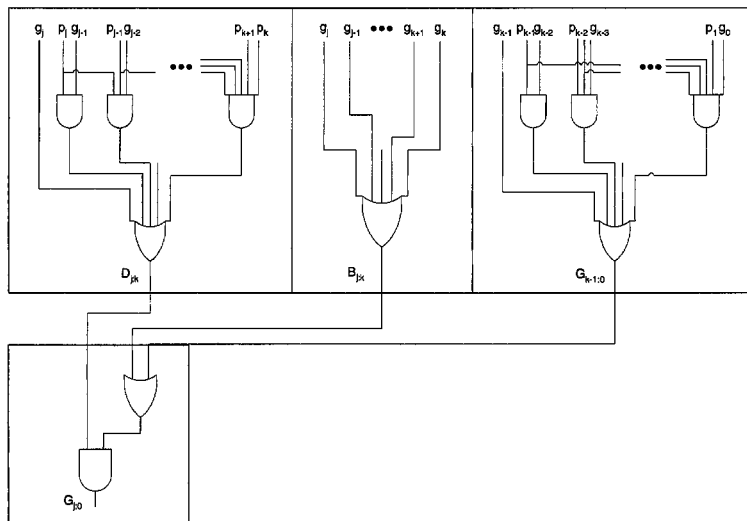 g_j p_j g_{j-1} p_{j-1} g_{j-2} ••• p_{k+1} p_k
g_j g_{j-1} ••• g_{k+1} g_k
g_{k-1} p_{k-1} g_{k-2} p_{k-2} g_{k-3} ••• p_1 g_0
D_{j:k}
B_{j:k}
G_{k-1:0}
G_{j:0}